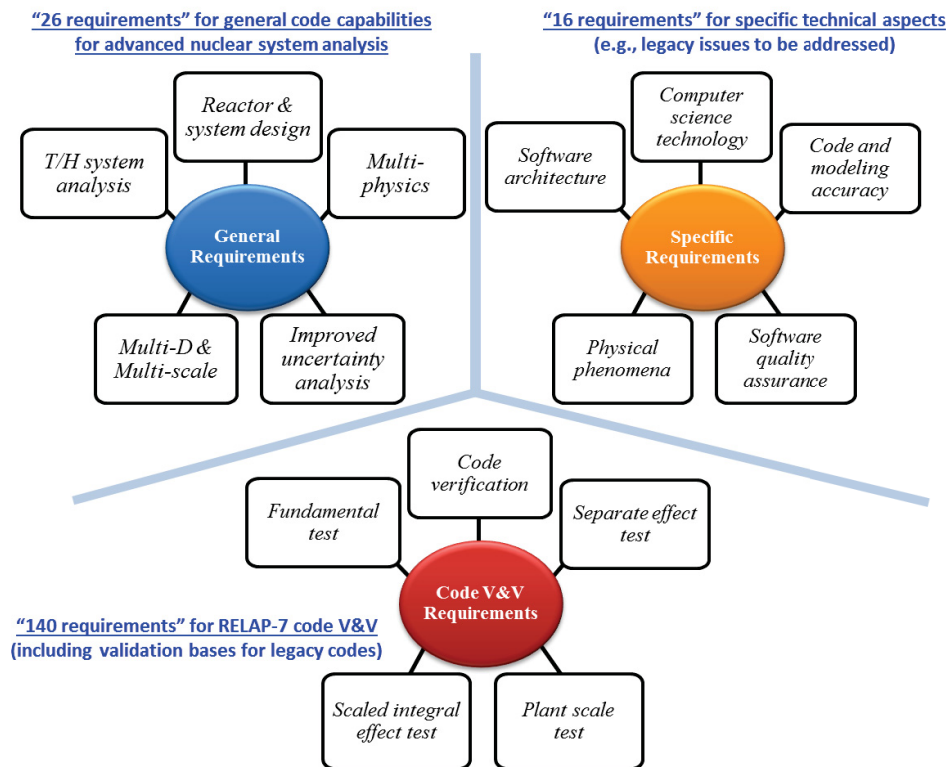 “26 requirements” for general code capabilities
for advanced nuclear system analysis
Reactor &
system design
T/H system
analysis
Multi-
physics
General
Requirements
Multi-D &
Multi-scale
Improved
uncertainty
analysis
“16 requirements” for specific technical aspects
(e.g., legacy issues to be addressed)
Computer
science
technology
Software
architecture
Code and
modeling
accuracy
Specific
Requirements
Physical
phenomena
Software
quality
assurance
Code
verification
Fundamental
test
Separate effect
test
Code V&V
Requirements
“140 requirements” for RELAP-7 code V&V
(including validation bases for legacy codes)
Scaled integral
effect test
Plant scale
test